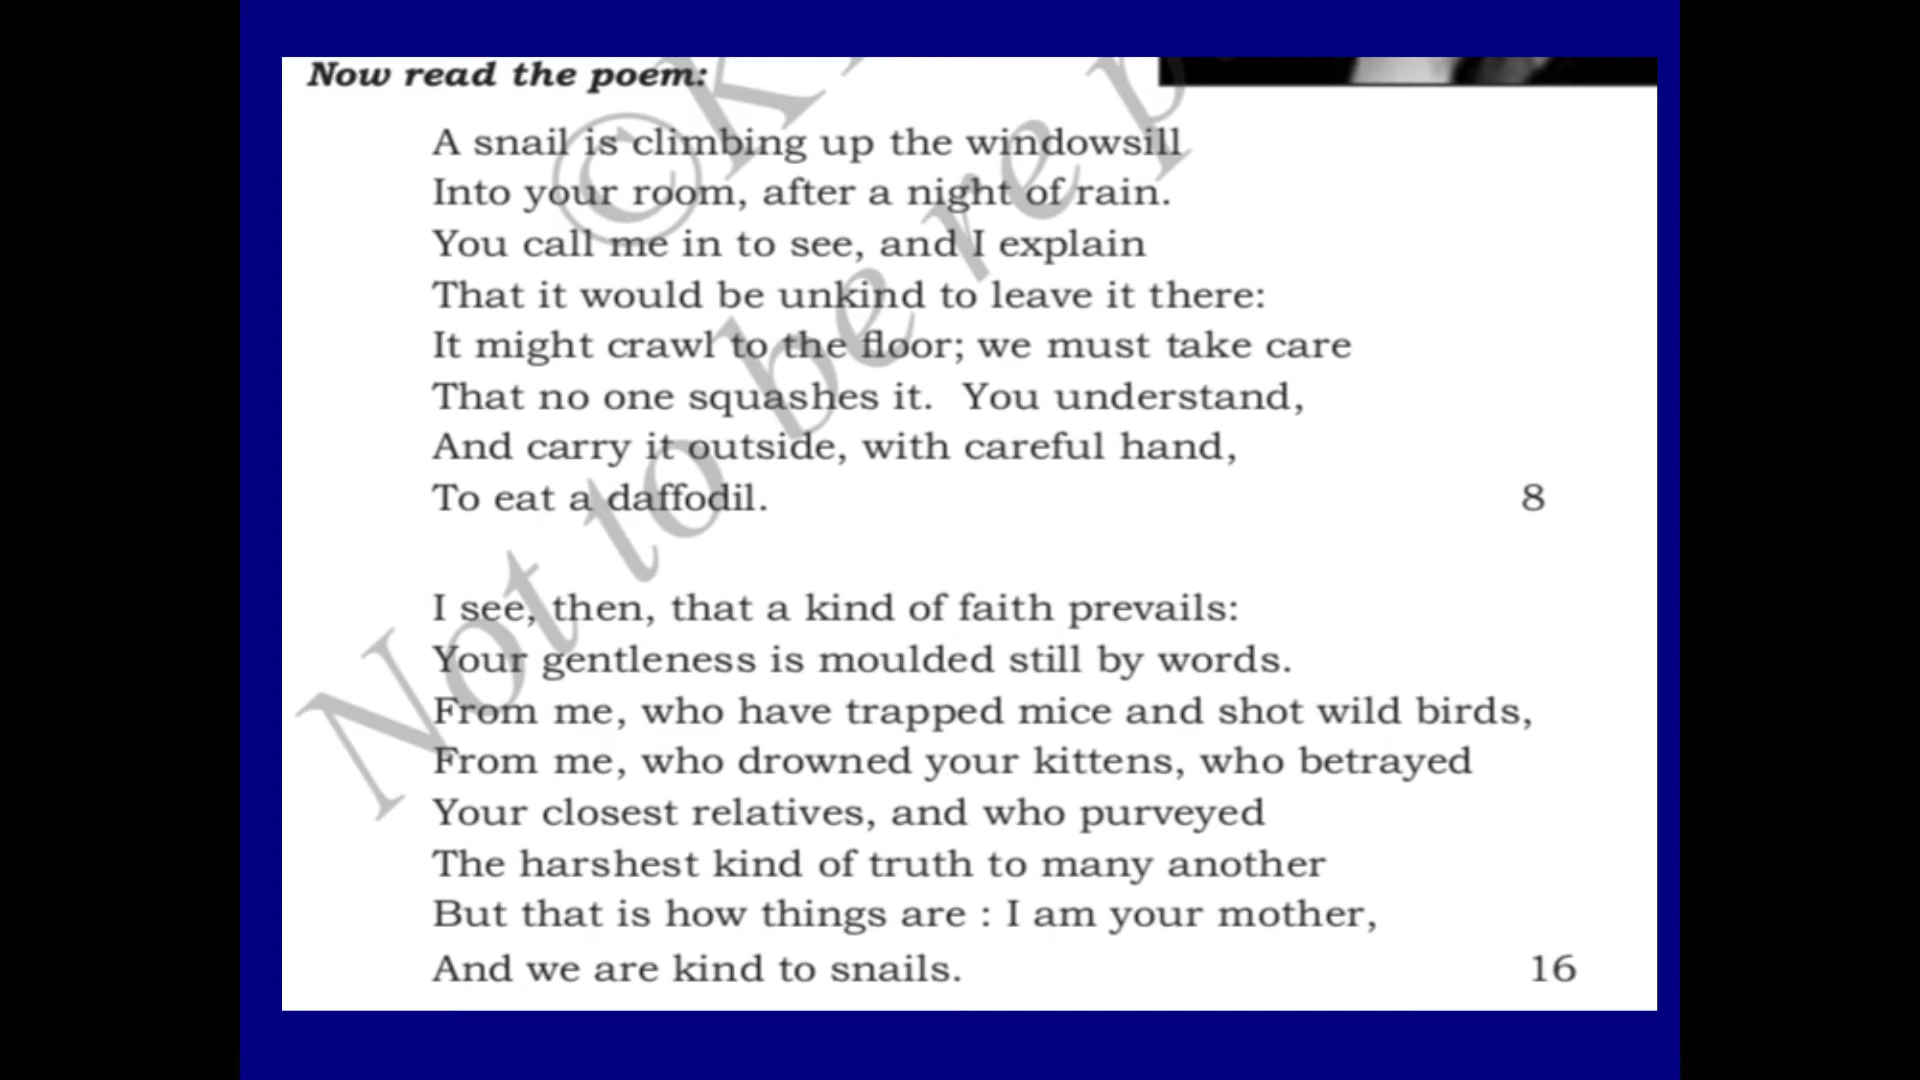 Now read the poem:
A snail is climbing up the windowsill
Into your room, after a night of rain.
You call me in to see, and I explain
That it would be unkind to leave it there:
It might crawl to the floor; we must take care
That no one squashes it. You understand,
And carry it outside, with careful hand,
To eat a daffodil. 8
I see, then, that a kind of faith prevails:
Your gentleness is moulded still by words.
From me, who have trapped mice and shot wild birds,
From me, who drowned your kittens, who betrayed
Your closest relatives, and who purveyed
The harshest kind of truth to many another
But that is how things are : I am your mother,
And we are kind to snails. 16
©K
Not to be re p